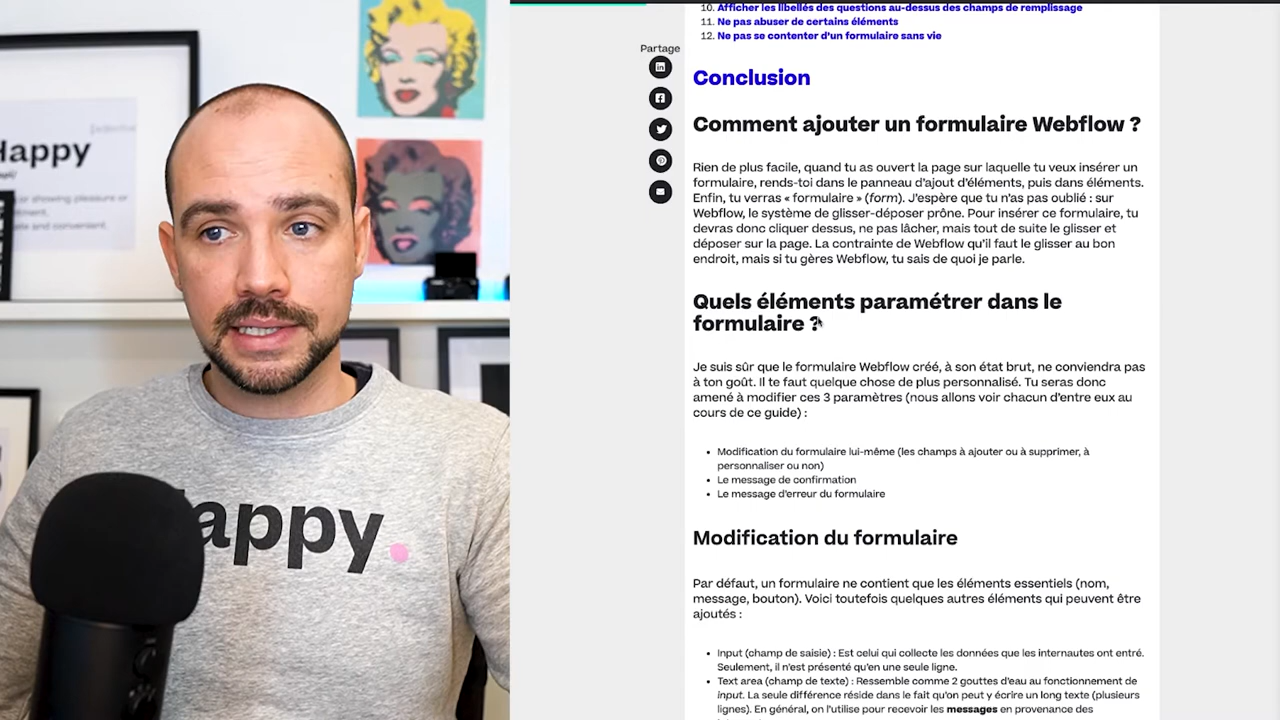 Happy
or showing pleasure or
appy.
10. Afficher les libellés des questions au-dessus des champs de remplissage
11. Ne pas abuser de certains éléments
12. Ne pas se contenter d'un formulaire sans vie
Partage
Conclusion
Comment ajouter un formulaire Webflow ?
Rien de plus facile, quand tu as ouvert la page sur laquelle tu veux insérer un
formulaire, rends-toi dans le panneau d'ajout d'éléments, puis dans éléments.
Enfin, tu verras « formulaire » (form). J'espère que tu n'as pas oublié : sur
Webflow, le système de glisser-déposer prône. Pour insérer ce formulaire, tu
devras donc cliquer dessus, ne pas lâcher, mais tout de suite le glisser et
déposer sur la page. La contrainte de Webflow qu'il faut le glisser au bon
endroit, mais si tu gères Webflow, tu sais de quoi je parle.
Quels éléments paramétrer dans le
formulaire ?
Je suis sûr que le formulaire Webflow créé, à son état brut, ne conviendra pas
à ton goût. Il te faut quelque chose de plus personnalisé. Tu seras donc
amené à modifier ces 3 paramètres (nous allons voir chacun d'entre eux au
cours de ce guide) :
• Modification du formulaire lui-même (les champs à ajouter ou à supprimer, à
personnaliser ou non)
• Le message de confirmation
• Le message d'erreur du formulaire
Modification du formulaire
Par défaut, un formulaire ne contient que les éléments essentiels (nom,
message, bouton). Voici toutefois quelques autres éléments qui peuvent être
ajoutés :
• Input (champ de saisie) : Est celui qui collecte les données que les internautes ont entré.
Seulement, il n'est présenté qu'en une seule ligne.
• Text area (champ de texte) : Ressemble comme 2 gouttes d'eau au fonctionnement de
input. La seule différence réside dans le fait qu'on peut y écrire un long texte (plusieurs
lignes). En général, on l'utilise pour recevoir les messages en provenance des